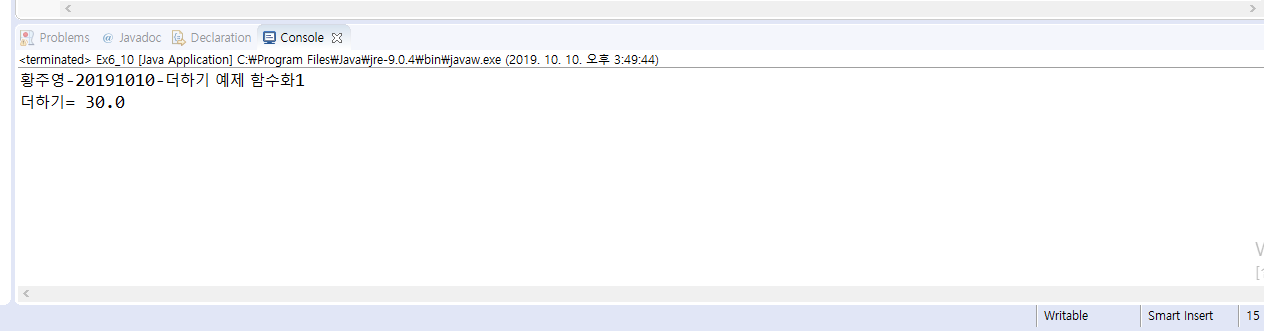 Problems @ Javadoc Declaration Console
<terminated> Ex6_10 [Java Application] C:₩Program Files₩Java₩jre-9.0.4₩bin₩javaw.exe (2019. 10. 10. 오후 3:49:44)
황주영-20191010-더하기 예제 함수화1
더하기= 30.0
Writable Smart Insert 15